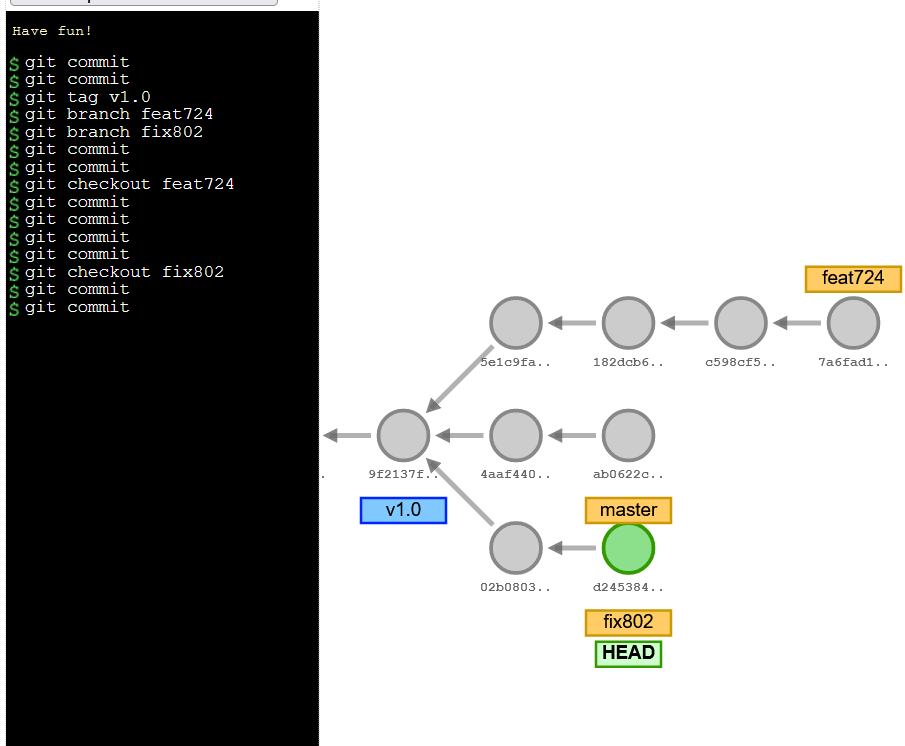 Have fun!
$ git commit
$ git commit
$ git tag v1.0
$ git branch feat724
$ git branch fix802
$ git commit
$ git commit
$ git checkout feat724
$ git commit
$ git commit
$ git commit
$ git commit
$ git checkout fix802
$ git commit
$ git commit
feat724
5e1c9fa.. 182dcb6.. c598cf5.. 7a6fad1..
. 9f2137f.. 4aaf440.. ab0622c..
v1.0 master
02b0803.. d245384..
fix802
HEAD